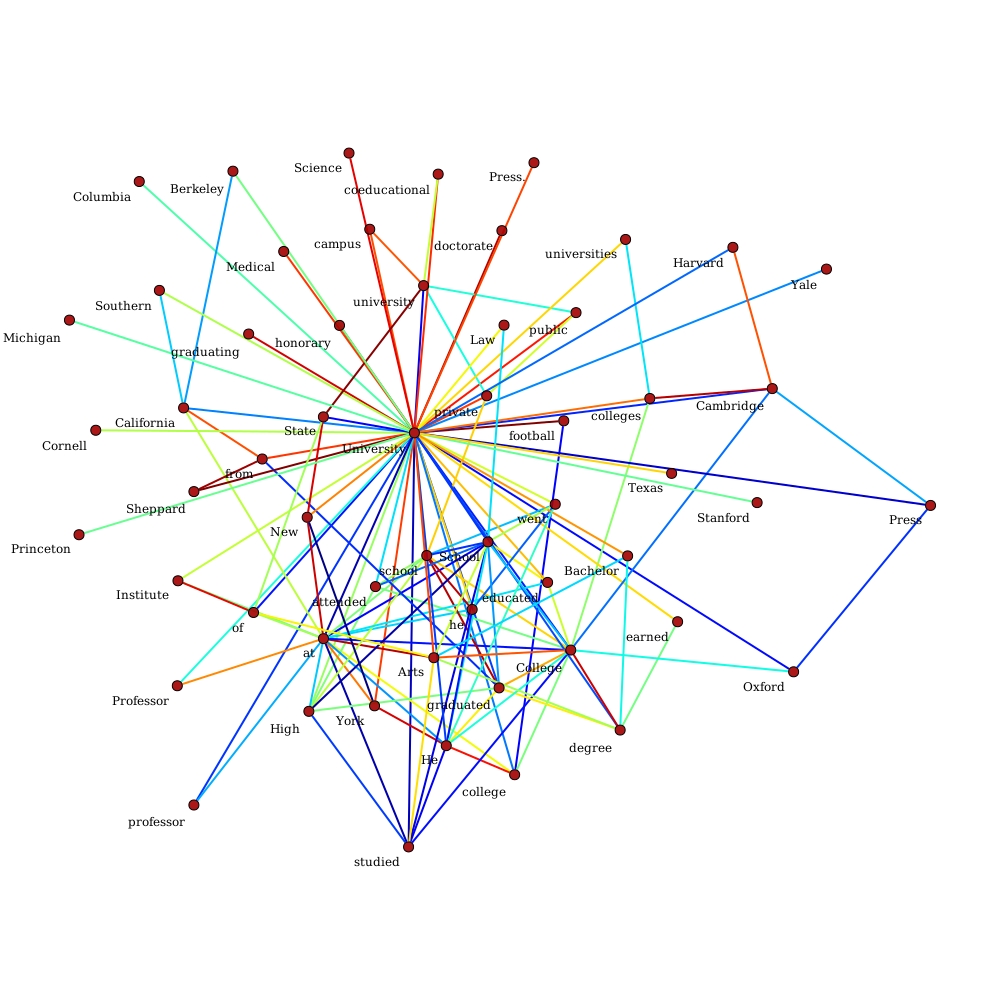 Science
Press.
coeducational
Berkeley
Columbia
campus
doctorate
universities
Harvard
Medical
Yale
university
Southern
public
Michigan
Law
honorary
graduating
private
Cambridge
colleges
California
State
football
Cornell
University
from
Texas
Sheppard
Stanford
Press
went
New
Princeton
School
school
Bachelor
Institute
attended
educated
he
of
earned
at
College
Arts
Oxford
Professor
graduated
York
High
degree
He
college
professor
studied